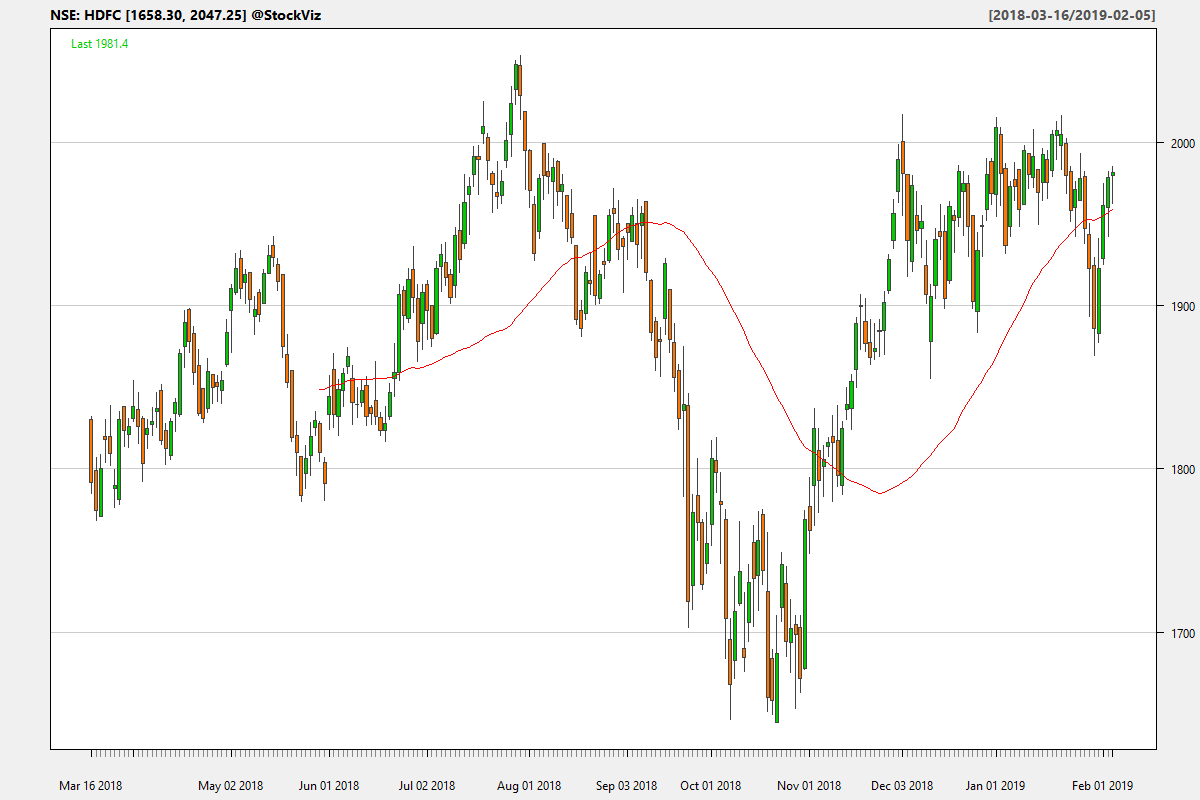 NSE: HDFC [1658.30, 2047.25] @StockViz
[2018-03-16/2019-02-05]
Last 1981.4
2000
1900
1800
1700
Mar 16 2018 May 02 2018 Jun 01 2018 Jul 02 2018 Aug 01 2018 Sep 03 2018 Oct 01 2018 Nov 01 2018 Dec 03 2018 Jan 01 2019 Feb 01 2019